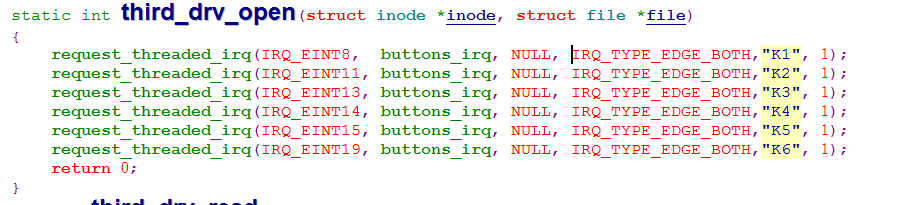 static int third_drv_open(struct inode *inode, struct file *file)
{
request_threaded_irq(IRQ_EINT8, buttons_irq, NULL, IRQ_TYPE_EDGE_BOTH,"K1", 1);
request_threaded_irq(IRQ_EINT11, buttons_irq, NULL, IRQ_TYPE_EDGE_BOTH,"K2", 1);
request_threaded_irq(IRQ_EINT13, buttons_irq, NULL, IRQ_TYPE_EDGE_BOTH,"K3", 1);
request_threaded_irq(IRQ_EINT14, buttons_irq, NULL, IRQ_TYPE_EDGE_BOTH,"K4", 1);
request_threaded_irq(IRQ_EINT15, buttons_irq, NULL, IRQ_TYPE_EDGE_BOTH,"K5", 1);
request_threaded_irq(IRQ_EINT19, buttons_irq, NULL, IRQ_TYPE_EDGE_BOTH,"K6", 1);
return 0;
}